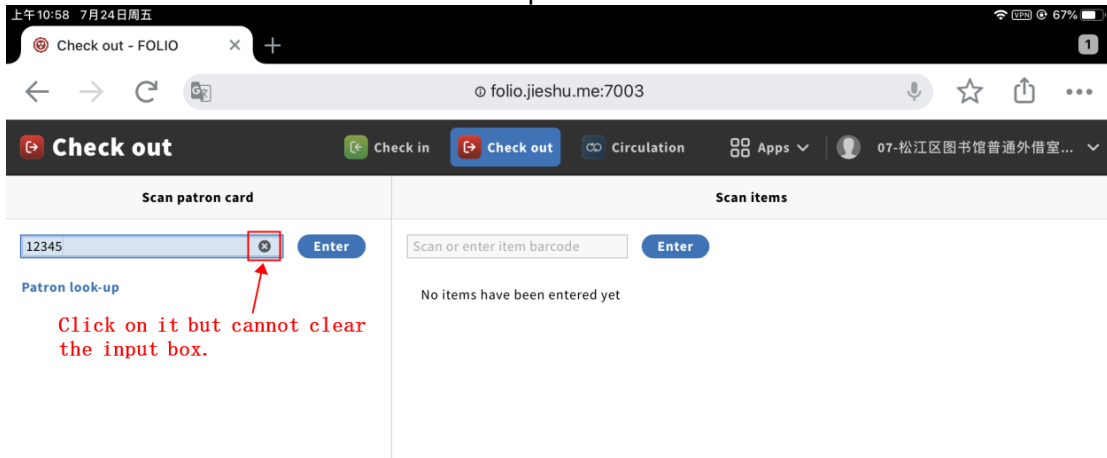 上午10:58 7月24日周五
VPN 67%
Check out - FOLIO
1
folio.jieshu.me:7003
Check out
Check in
Check out
Circulation
Apps
07-松江区图书馆普通外借室...
Scan patron card
Scan items
12345
Enter
Scan or enter item barcode
Enter
Patron look-up
No items have been entered yet
Click on it but cannot clear
the input box.